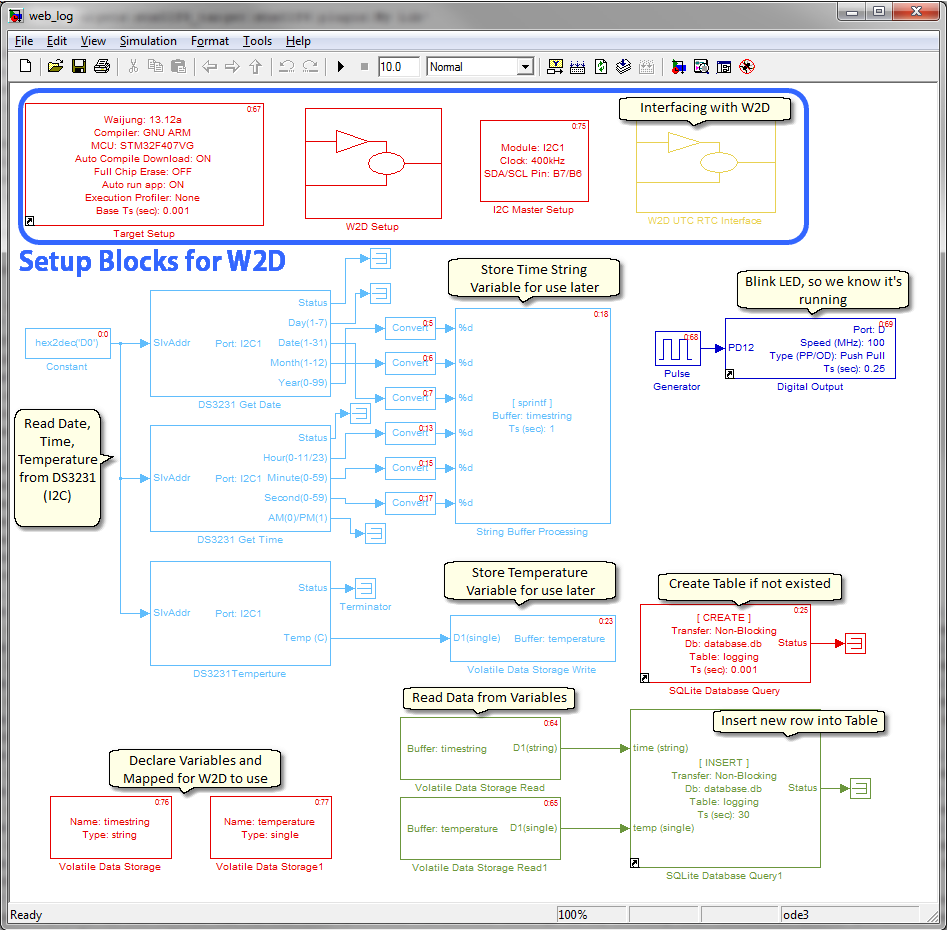 web_log
File Edit View Simulation Format Tools Help
10.0
Normal
Interfacing with W2D
0:67
Waijung: 13.12a
Compiler: GNU ARM
MCU: STM32F407VG
Auto Compile Download: ON
Full Chip Erase: OFF
Auto run app: ON
Execution Profiler: None
Base Ts (sec): 0.001
Target Setup
W2D Setup
0:75
Module: I2C1
Clock: 400kHz
SDA/SCL Pin: B7/B6
I2C Master Setup
W2D UTC RTC Interface
Setup Blocks for W2D
Store Time String
Variable for use later
Blink LED, so we know it's
running
0:0
hex2dec('D0')
Constant
Status
Day(1-7)
SlvAddr
Port: I2C1
Date(1-31)
Month(1-12)
Year(0-99)
DS3231 Get Date
0:5
Convert
0:6
Convert
0:7
Convert
0:13
Convert
0:15
Convert
0:17
Convert
0:18
%d
%d
%d
%d
%d
%d
[ sprintf ]
Buffer: timestring
Ts (sec): 1
String Buffer Processing
0:68
Pulse
Generator
0:69
PD12
Port: D
Speed (MHz): 100
Type (PP/OD): Push Pull
Ts (sec): 0.25
Digital Output
Read Date,
Time,
Temperature
from DS3231
(I2C)
Status
Hour(0-11/23)
SlvAddr
Port: I2C1
Minute(0-59)
Second(0-59)
AM(0)/PM(1)
DS3231 Get Time
Status
SlvAddr
Port: I2C1
Temp (C)
DS3231Temperture
Terminator
Store Temperature
Variable for use later
0:23
D1(single)
Buffer: temperature
Volatile Data Storage Write
Create Table if not existed
0:25
[ CREATE ]
Transfer: Non-Blocking
Db: database.db
Table: logging
Ts (sec): 0.001
Status
SQLite Database Query
Read Data from Variables
0:64
Buffer: timestring
D1(string)
Volatile Data Storage Read
0:65
Buffer: temperature
D1(single)
Volatile Data Storage Read1
Insert new row into Table
time (string)
temp (single)
[ INSERT ]
Transfer: Non-Blocking
Db: database.db
Table: logging
Ts (sec): 30
Status
SQLite Database Query1
Declare Variables and
Mapped for W2D to use
0:76
Name: timestring
Type: string
Volatile Data Storage
0:77
Name: temperature
Type: single
Volatile Data Storage1
Ready
100%
ode3